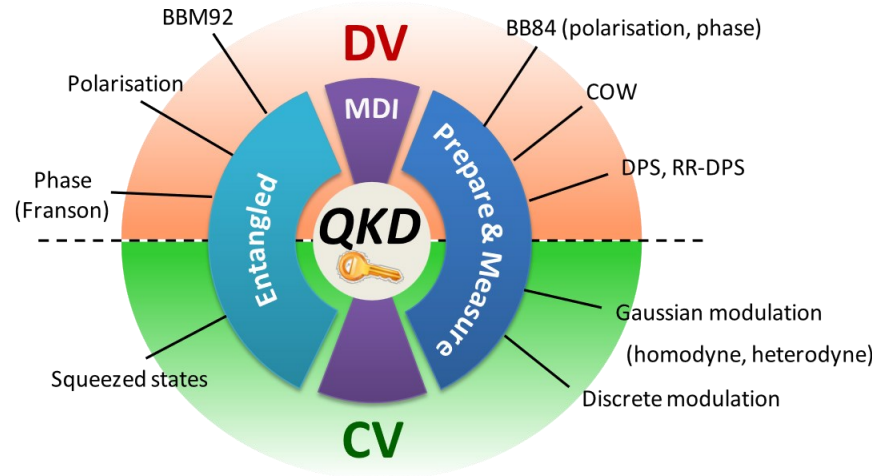 BBM92
DV
BB84 (polarisation, phase)
Polarisation
MDI
COW
Phase
(Franson)
DPS, RR-DPS
Entangled
QKD
Prepare & Measure
Squeezed states
Gaussian modulation
(homodyne, heterodyne)
Discrete modulation
CV